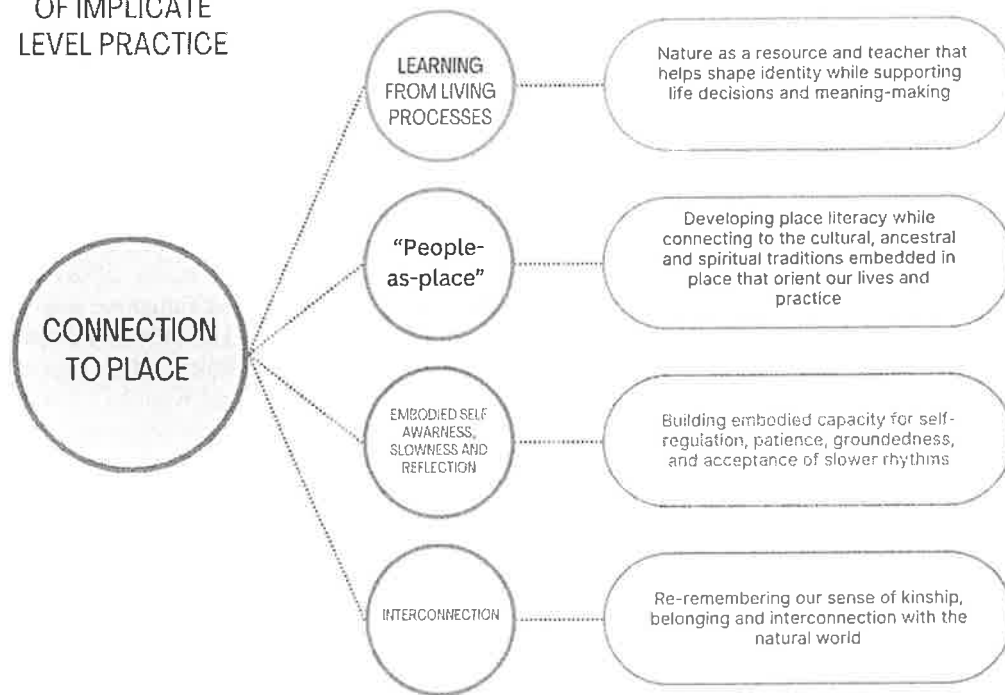 OF IMPLICATE
LEVEL PRACTICE
CONNECTION
TO PLACE
LEARNING
FROM LIVING
PROCESSES
Nature as a resource and teacher that
helps shape identity while supporting
life decisions and meaning-making
“People-
as-place”
Developing place literacy while
connecting to the cultural, ancestral
and spiritual traditions embedded in
place that orient our lives and
practice
EMBODIED SELF
AWARNESS,
SLOWNESS AND
REFLECTION
Building embodied capacity for self-
regulation, patience, groundedness,
and acceptance of slower rhythms
INTERCONNECTION
Re-remembering our sense of kinship,
belonging and interconnection with the
natural world